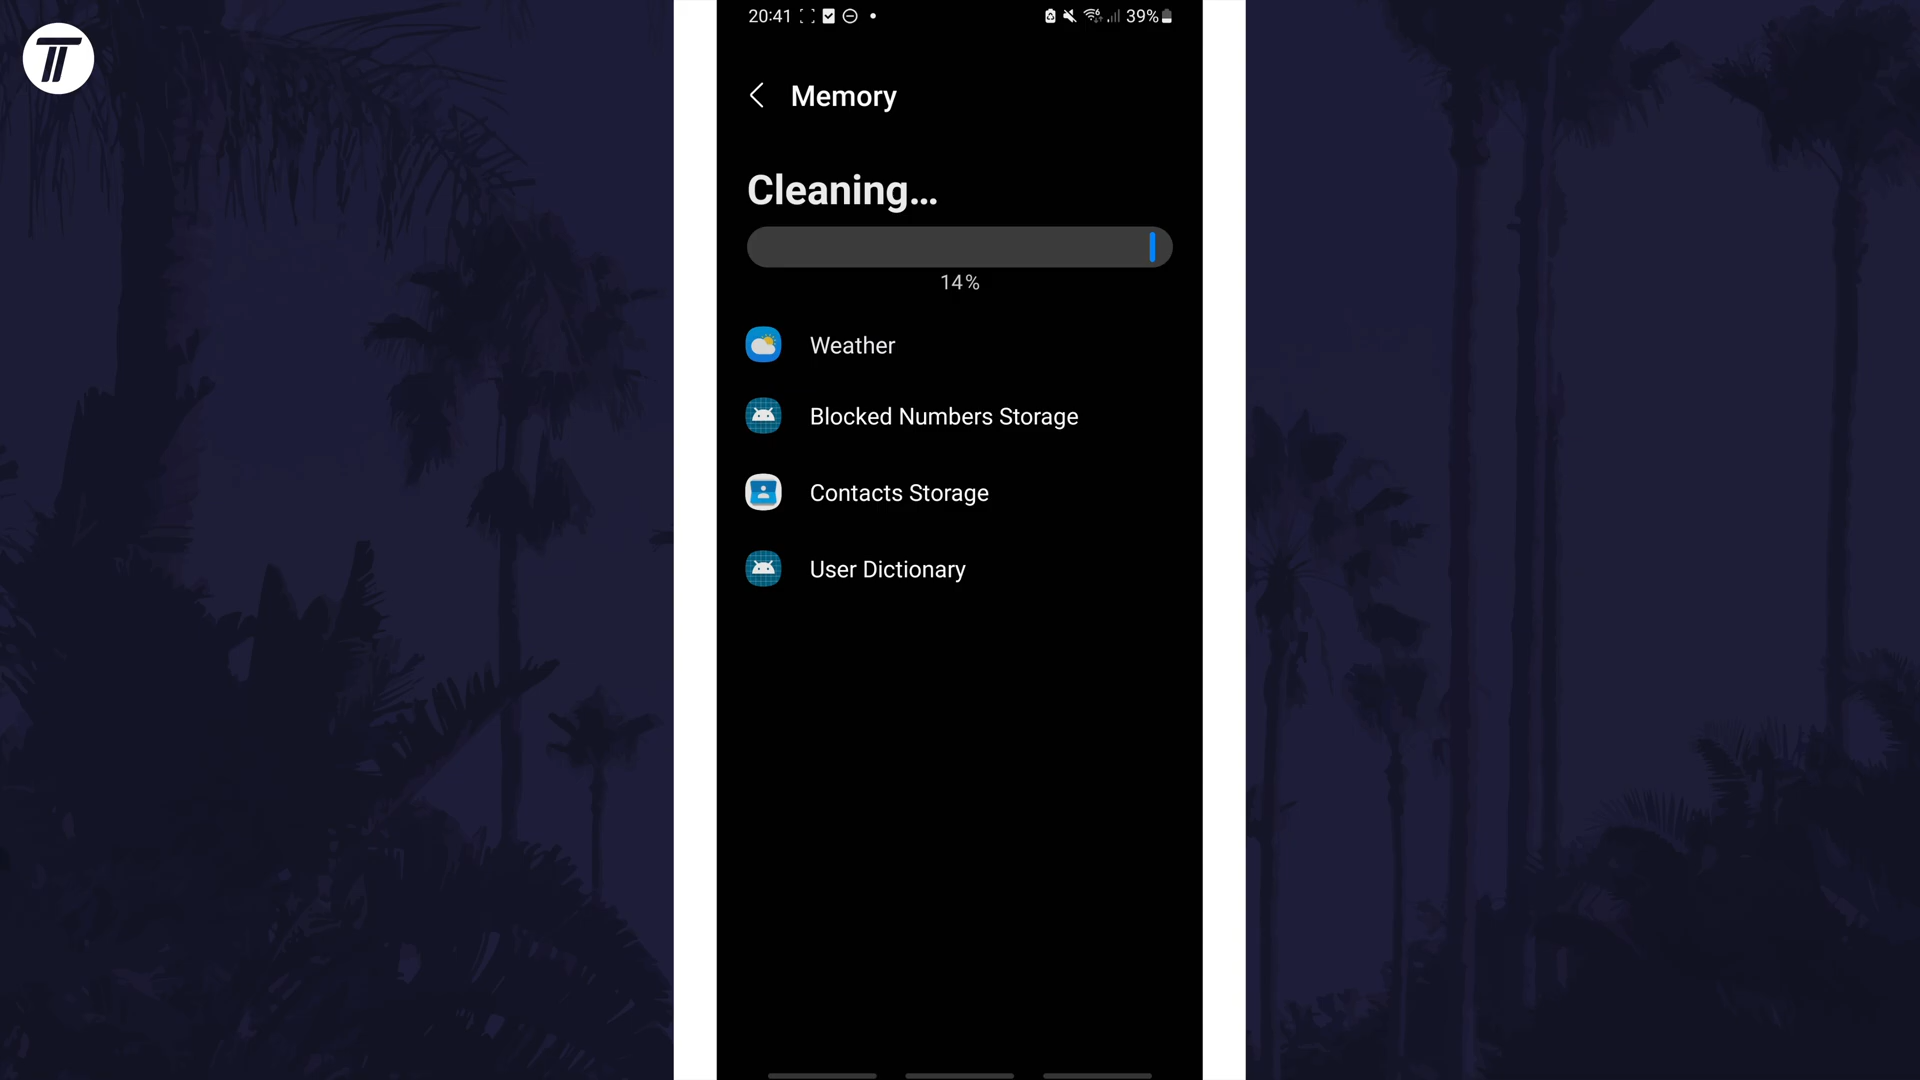 20:41
39%
Memory
Cleaning...
14%
Weather
Blocked Numbers Storage
Contacts Storage
User Dictionary